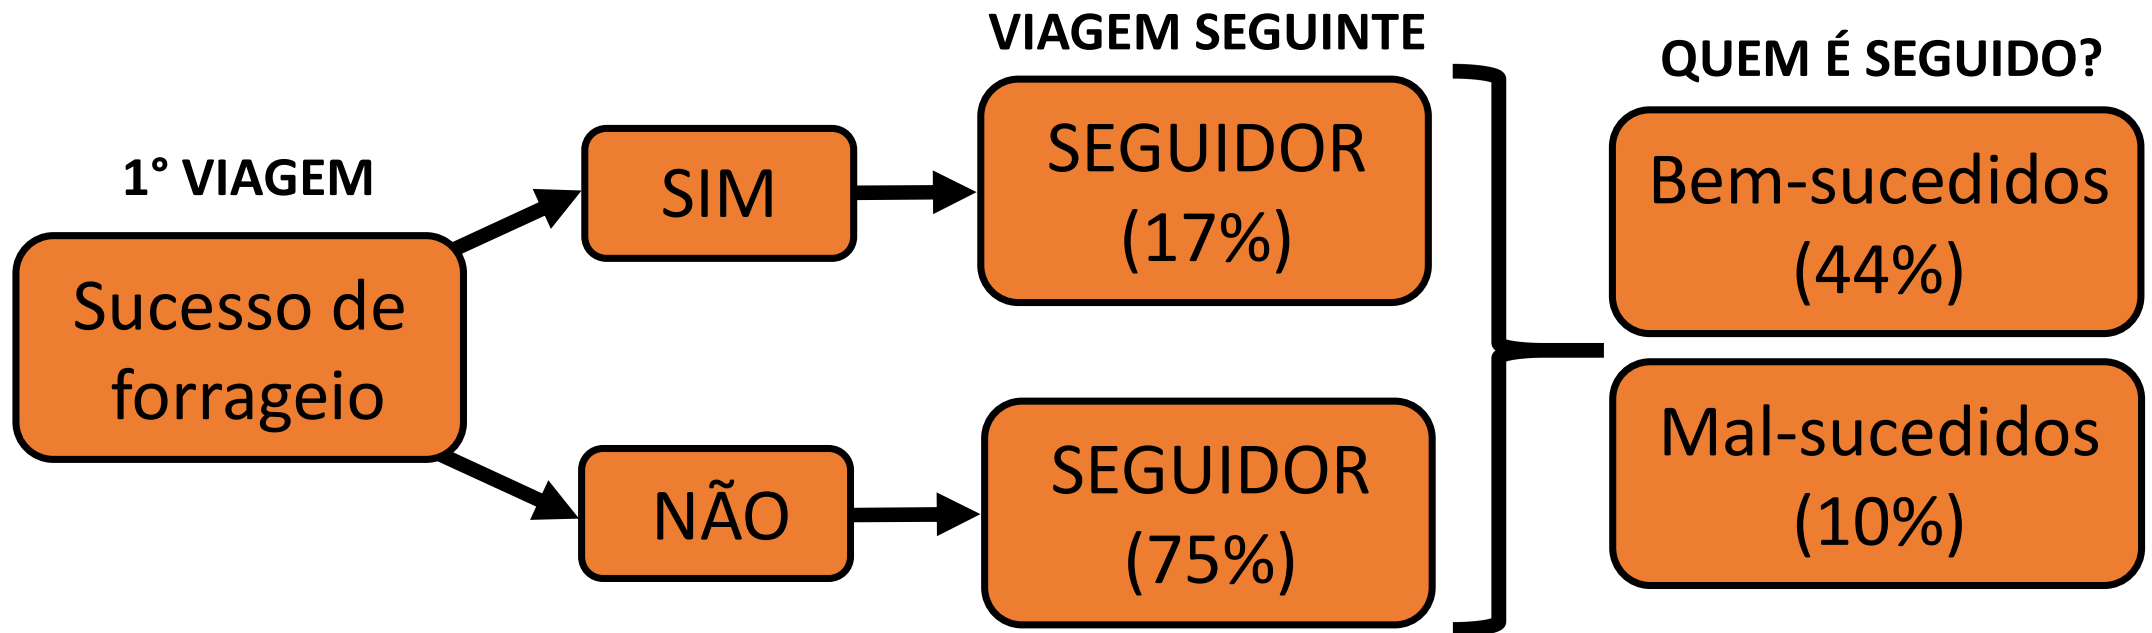 1° VIAGEM
Sucesso de
forrageio
SIM
NÃO
VIAGEM SEGUINTE
SEGUIDOR
(17%)
SEGUIDOR
(75%)
QUEM É SEGUIDO?
Bem-sucedidos
(44%)
Mal-sucedidos
(10%)